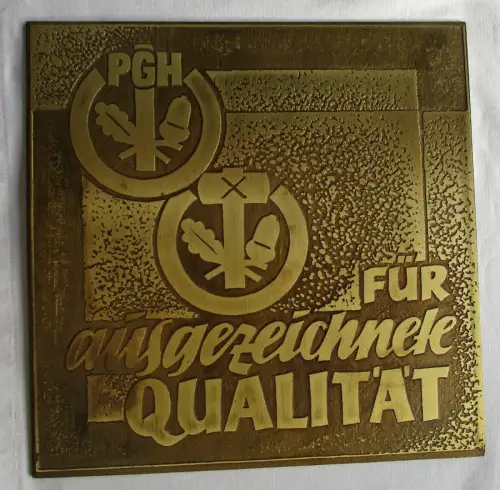 PGH
FÜR
ausgezeichnete
QUALITÄT